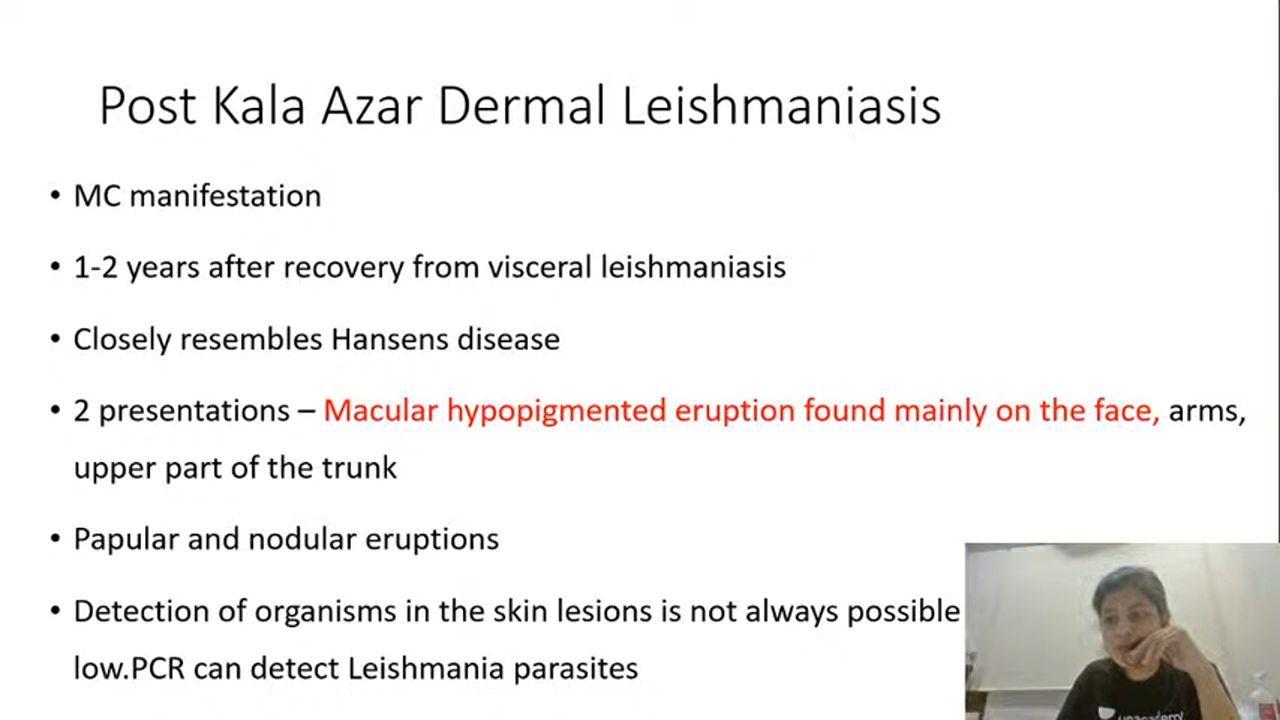 Post Kala Azar Dermal Leishmaniasis
• MC manifestation
• 1-2 years after recovery from visceral leishmaniasis
• Closely resembles Hansens disease
• 2 presentations – Macular hypopigmented eruption found mainly on the face, arms,
upper part of the trunk
• Papular and nodular eruptions
• Detection of organisms in the skin lesions is not always possible
low.PCR can detect Leishmania parasites